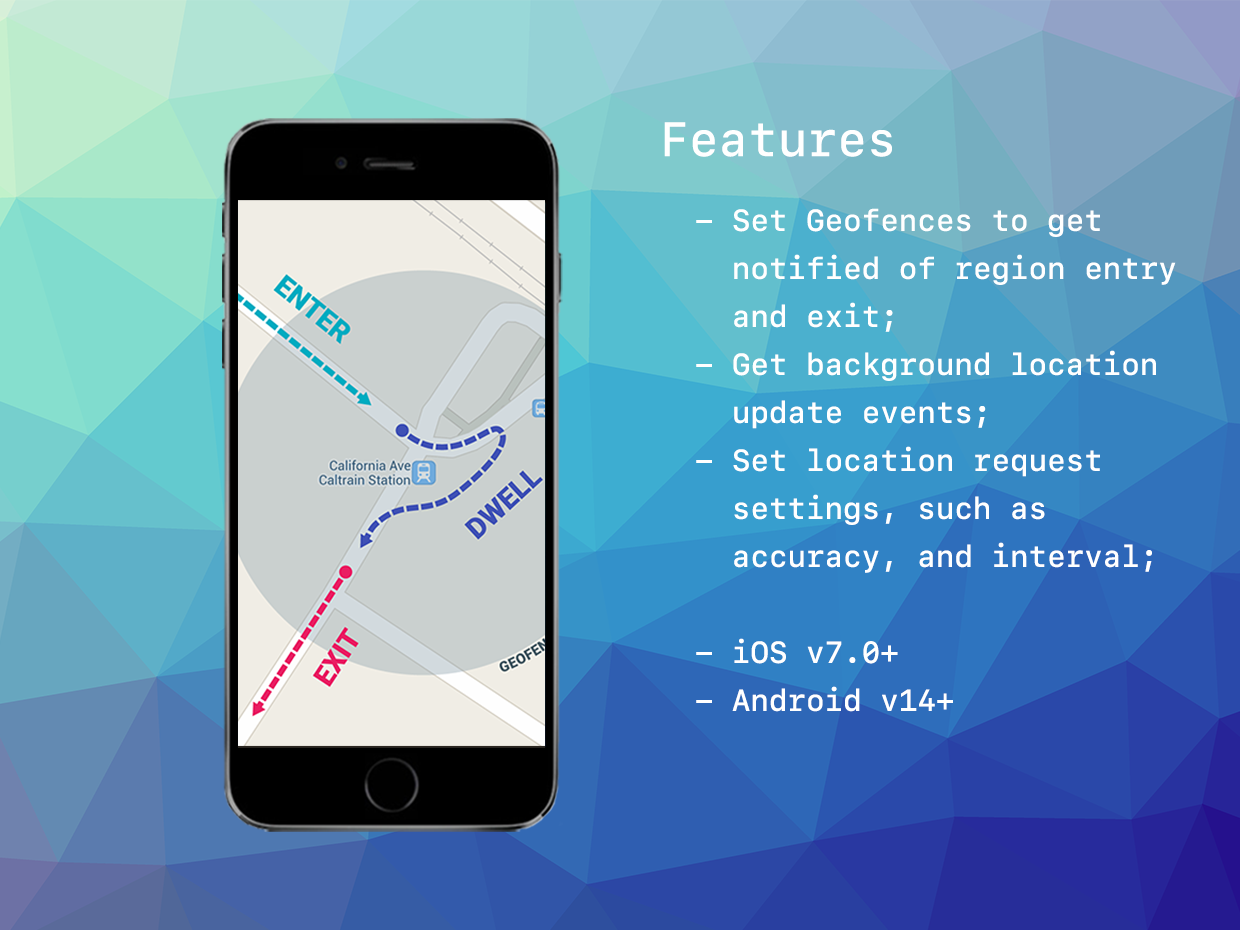 Features
– Set Geofences to get
notified of region entry
and exit;
– Get background location
update events;
– Set location request
settings, such as
accuracy, and interval;
– iOS v7.0+
– Android v14+
ENTER
California Ave
Caltrain Station
DWELL
EXIT
GEOFEN